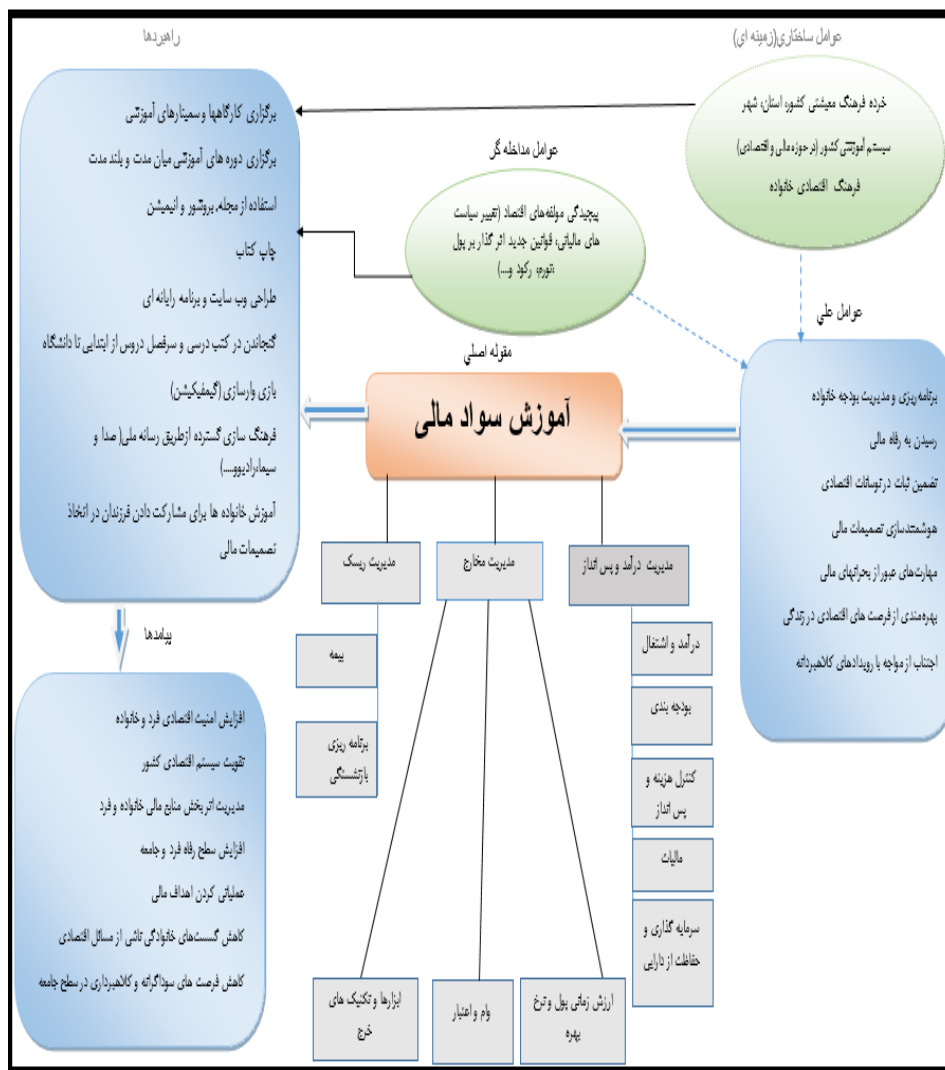 عوامل ساختاري(زمینه اي)
خرده فرهنگ معیشتی کشور، استان، شهر
سیستم آموزشی کشور (در حوزه مالی و اقتصادی)
فرهنگ اقتصادی خانواده
راهبردها
برگزاری کارگاهها و سمینارهای آموزشی
برگزاری دوره های آموزشی میان مدت و بلند مدت
استفاده از مجله، بروشور و انیمیشن
چاپ کتاب
طراحی وب سایت و برنامه رایانه ای
گنجاندن در کتب درسی و سرفصل دروس از ابتدایی تا دانشگاه
بازی وارسازی (گیمفیکیشن)
فرهنگ سازی گسترده ازطریق رسانه ملی( صدا و
سیما،رادیوو....)
آموزش خانواده ها برای مشارکت دادن فرزندان در اتخاذ
تصمیمات مالی
عوامل مداخله گر
پیچیدگی مولفه‌های اقتصاد (تغییر سیاست
های مالیاتی، قوانین جدید اثر گذار بر پول
،تورم، رکود و....)
عوامل علي
برنامه ریزی و مدیریت بودجه خانواده
رسیدن به رفاه مالی
تضمین ثبات در نوسانات اقتصادی
هوشمندسازی تصمیمات مالی
مهارت‌های عبور از بحرانهای مالی
بهره‌مندی از فرصت های اقتصادی در زندگی
اجتناب از مواجه با رویدادهای کلاهبردانه
مقوله اصلي
آموزش سواد مالی
مدیریت درآمد و پس انداز
مدیریت مخارج
مدیریت ریسک
درآمد و اشتغال
بودجه بندی
کنترل هزینه و
پس انداز
مالیات
سرمایه گذاری و
حفاظت از دارایی
ارزش زمانی پول و نرخ
بهره
وام و اعتبار
ابزارها و تکنیک های
خرج
بیمه
برنامه ریزی
بازنشستگی
پیامدها
افزایش امنیت اقتصادی فرد و خانواده
تقویت سیستم اقتصادی کشور
مدیریت اثربخش منابع مالی خانواده و فرد
افزایش سطح رفاه فرد و جامعه
عملیاتی کردن اهداف مالی
کاهش گسست‌های خانوادگی ناشی از مسائل اقتصادی
کاهش فرصت های سوداگرانه و کلاهبرداری در سطح جامعه